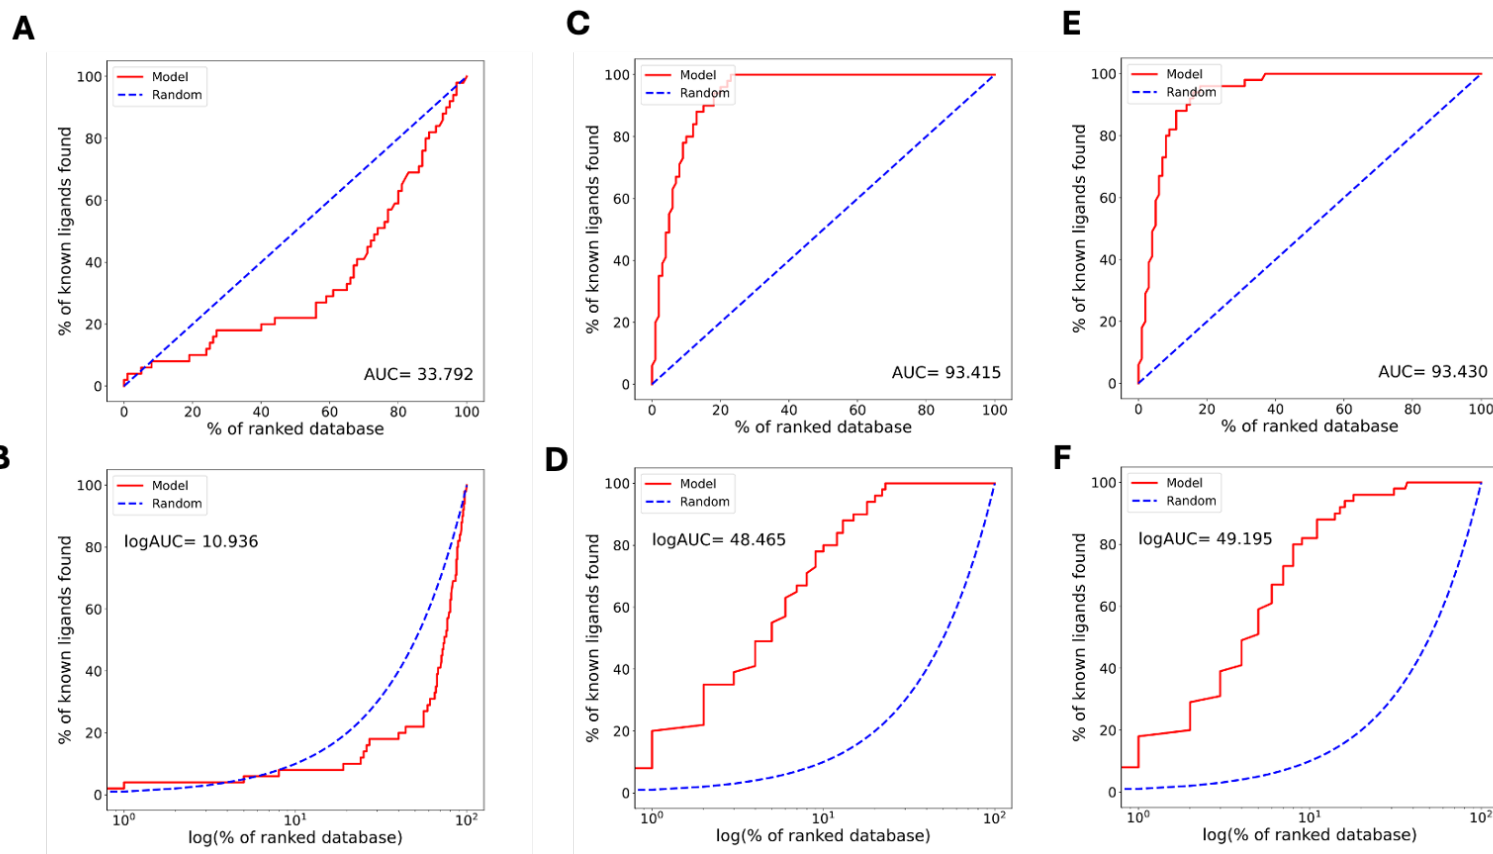 A
Model
Random
100
80
60
40
20
0
% of known ligands found
AUC= 33.792
0 20 40 60 80 100
% of ranked database
C
Model
Random
100
80
60
40
20
0
% of known ligands found
AUC= 93.415
0 20 40 60 80 100
% of ranked database
E
Model
Random
100
80
60
40
20
0
% of known ligands found
AUC= 93.430
0 20 40 60 80 100
% of ranked database
B
Model
Random
logAUC= 10.936
100
80
60
40
20
0
% of known ligands found
10⁰ 10¹ 10²
log(% of ranked database)
D
Model
Random
logAUC= 48.465
100
80
60
40
20
0
% of known ligands found
10⁰ 10¹ 10²
log(% of ranked database)
F
Model
Random
logAUC= 49.195
100
80
60
40
20
0
% of known ligands found
10⁰ 10¹ 10²
log(% of ranked database)